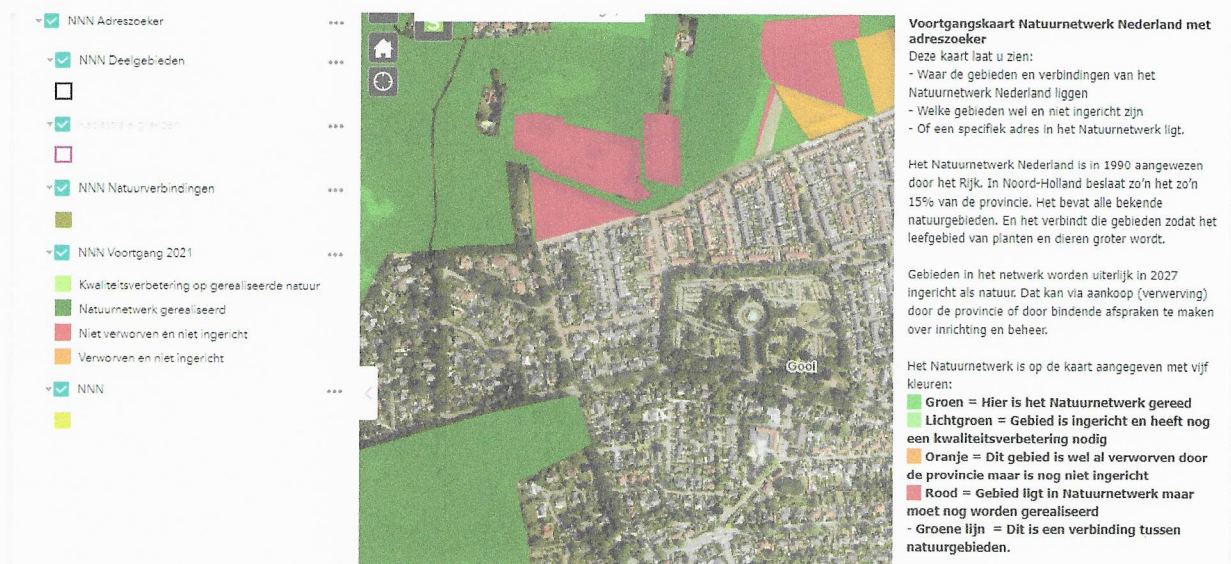 NNN Adreszoeker
NNN Deelgebieden
Kadastrale grenzen
NNN Natuurverbindingen
NNN Voortgang 2021
Kwaliteitsverbetering op gerealiseerde natuur
Natuurnetwerk gerealiseerd
Niet verworven en niet ingericht
Verworven en niet ingericht
NNN
Gooi
Voortgangskaart Natuurnetwerk Nederland met
adreszoeker
Deze kaart laat u zien:
- Waar de gebieden en verbindingen van het
Natuurnetwerk Nederland liggen
- Welke gebieden wel en niet ingericht zijn
- Of een specifiek adres in het Natuurnetwerk ligt.
Het Natuurnetwerk Nederland is in 1990 aangewezen
door het Rijk. In Noord-Holland beslaat zo'n het zo'n
15% van de provincie. Het bevat alle bekende
natuurgebieden. En het verbindt die gebieden zodat het
leefgebied van planten en dieren groter wordt.
Gebieden in het netwerk worden uiterlijk in 2027
ingericht als natuur. Dat kan via aankoop (verwerving)
door de provincie of door bindende afspraken te maken
over inrichting en beheer.
Het Natuurnetwerk is op de kaart aangegeven met vijf
kleuren:
Groen = Hier is het Natuurnetwerk gereed
Lichtgroen = Gebied is ingericht en heeft nog
een kwaliteitsverbetering nodig
Oranje = Dit gebied is wel al verworven door
de provincie maar is nog niet ingericht
Rood = Gebied ligt in Natuurnetwerk maar
moet nog worden gerealiseerd
- Groene lijn = Dit is een verbinding tussen
natuurgebieden.